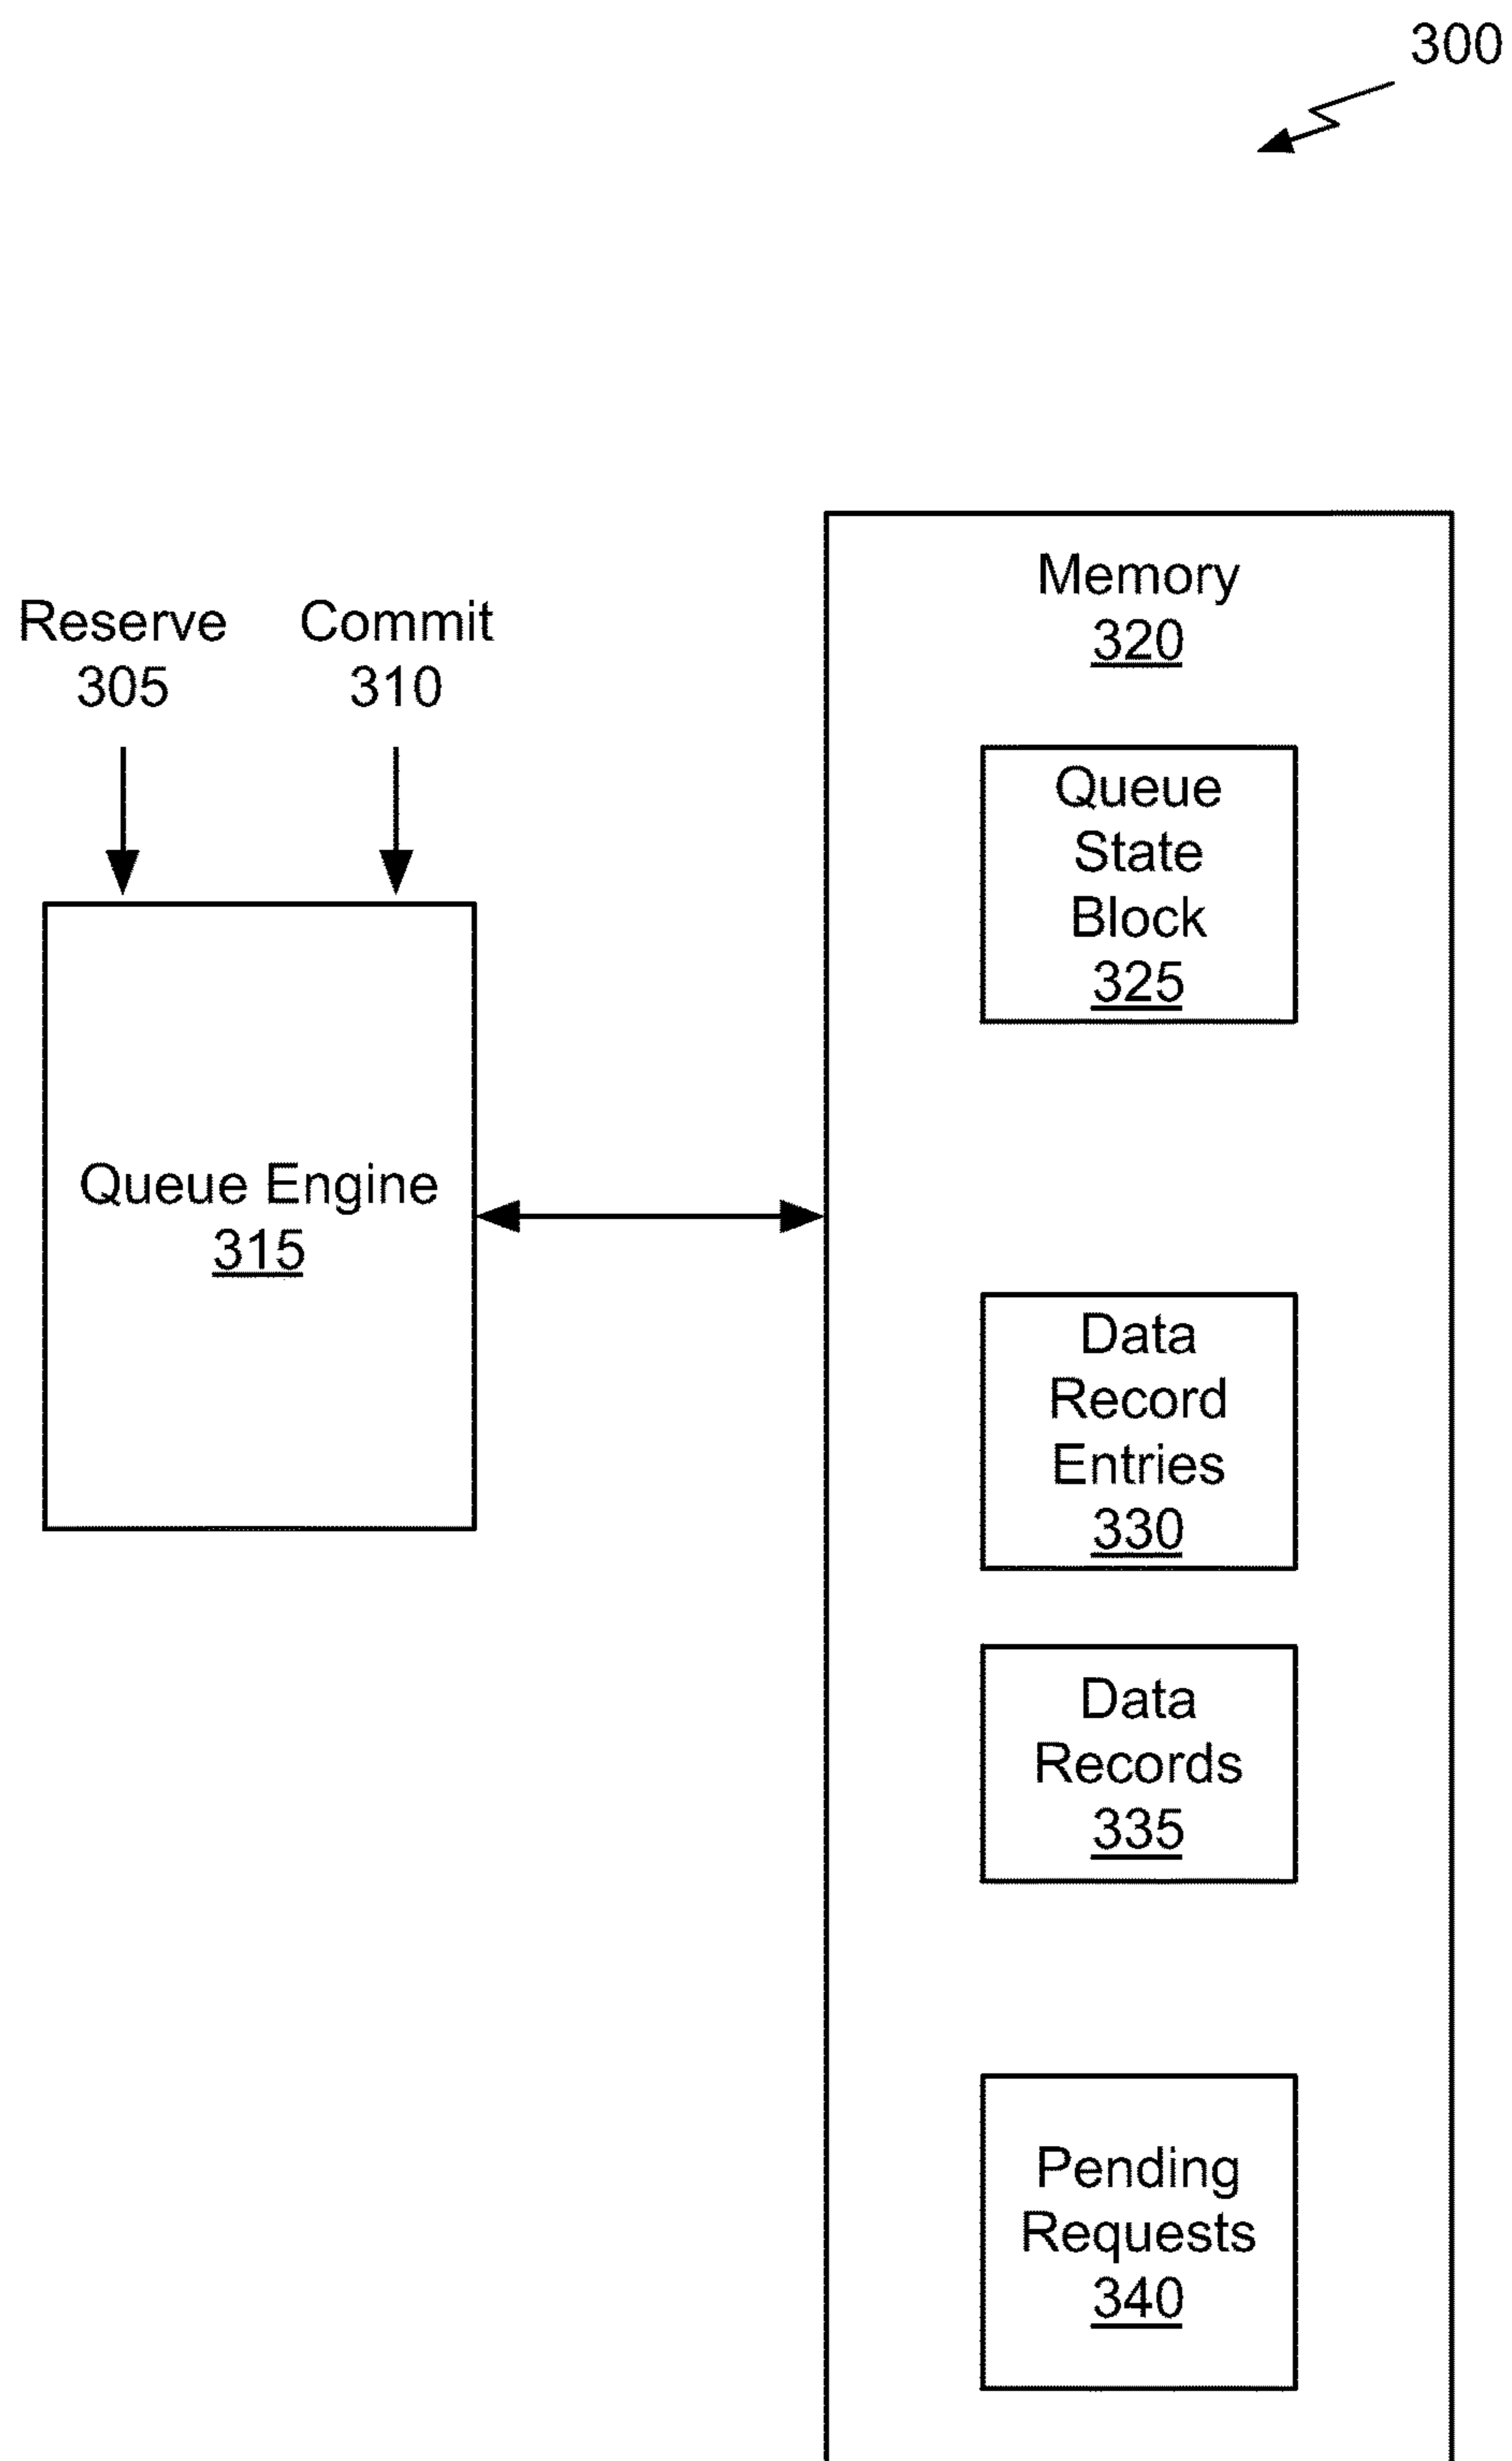 300
Reserve
305
Commit
310
Queue Engine
315
Memory
320
Queue
State
Block
325
Data
Record
Entries
330
Data
Records
335
Pending
Requests
340